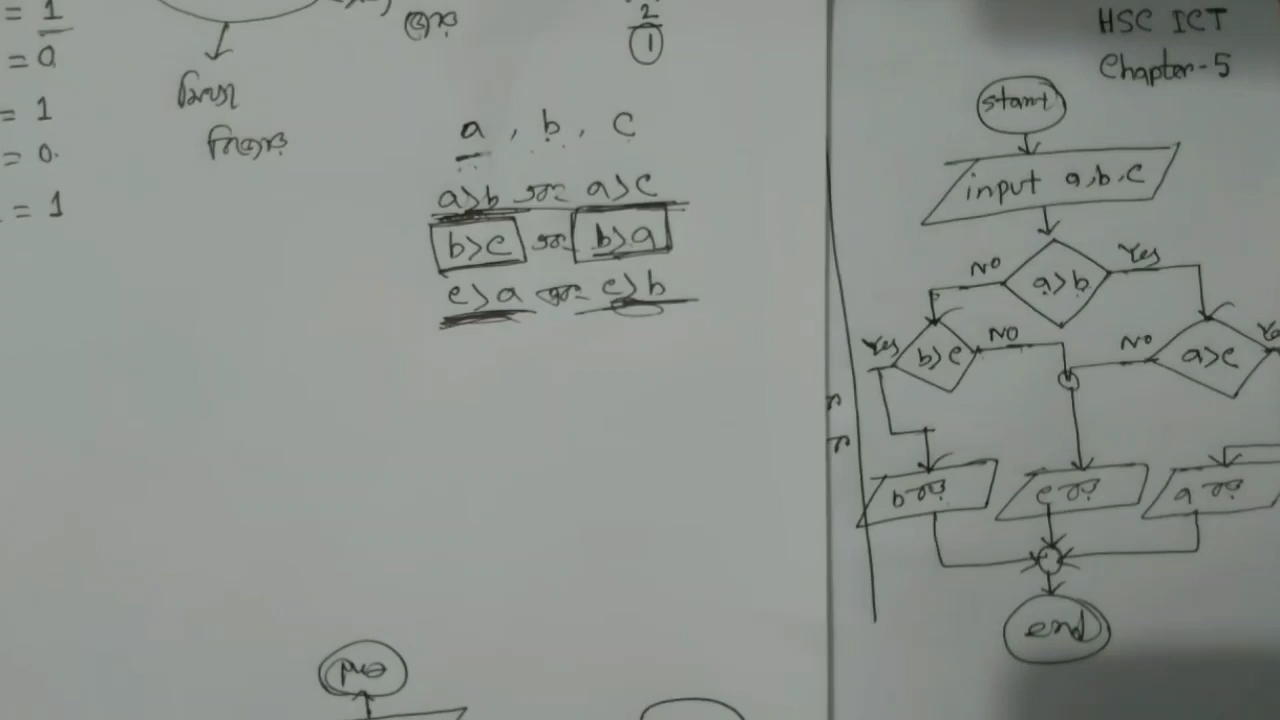 = 1
= 0
= 1
= 0.
= 1
মিথ্যা
বিজোড়
জোড়
2
1
a , b , c
a>b এবং a>c
b>c এবং b>a
c>a এবং c>b
HSC ICT
Chapter-5
start
input a,b,c
NO a>b Yes
Yes b>c NO
NO a>c
b বড়
c বড়
a বড়
end
end